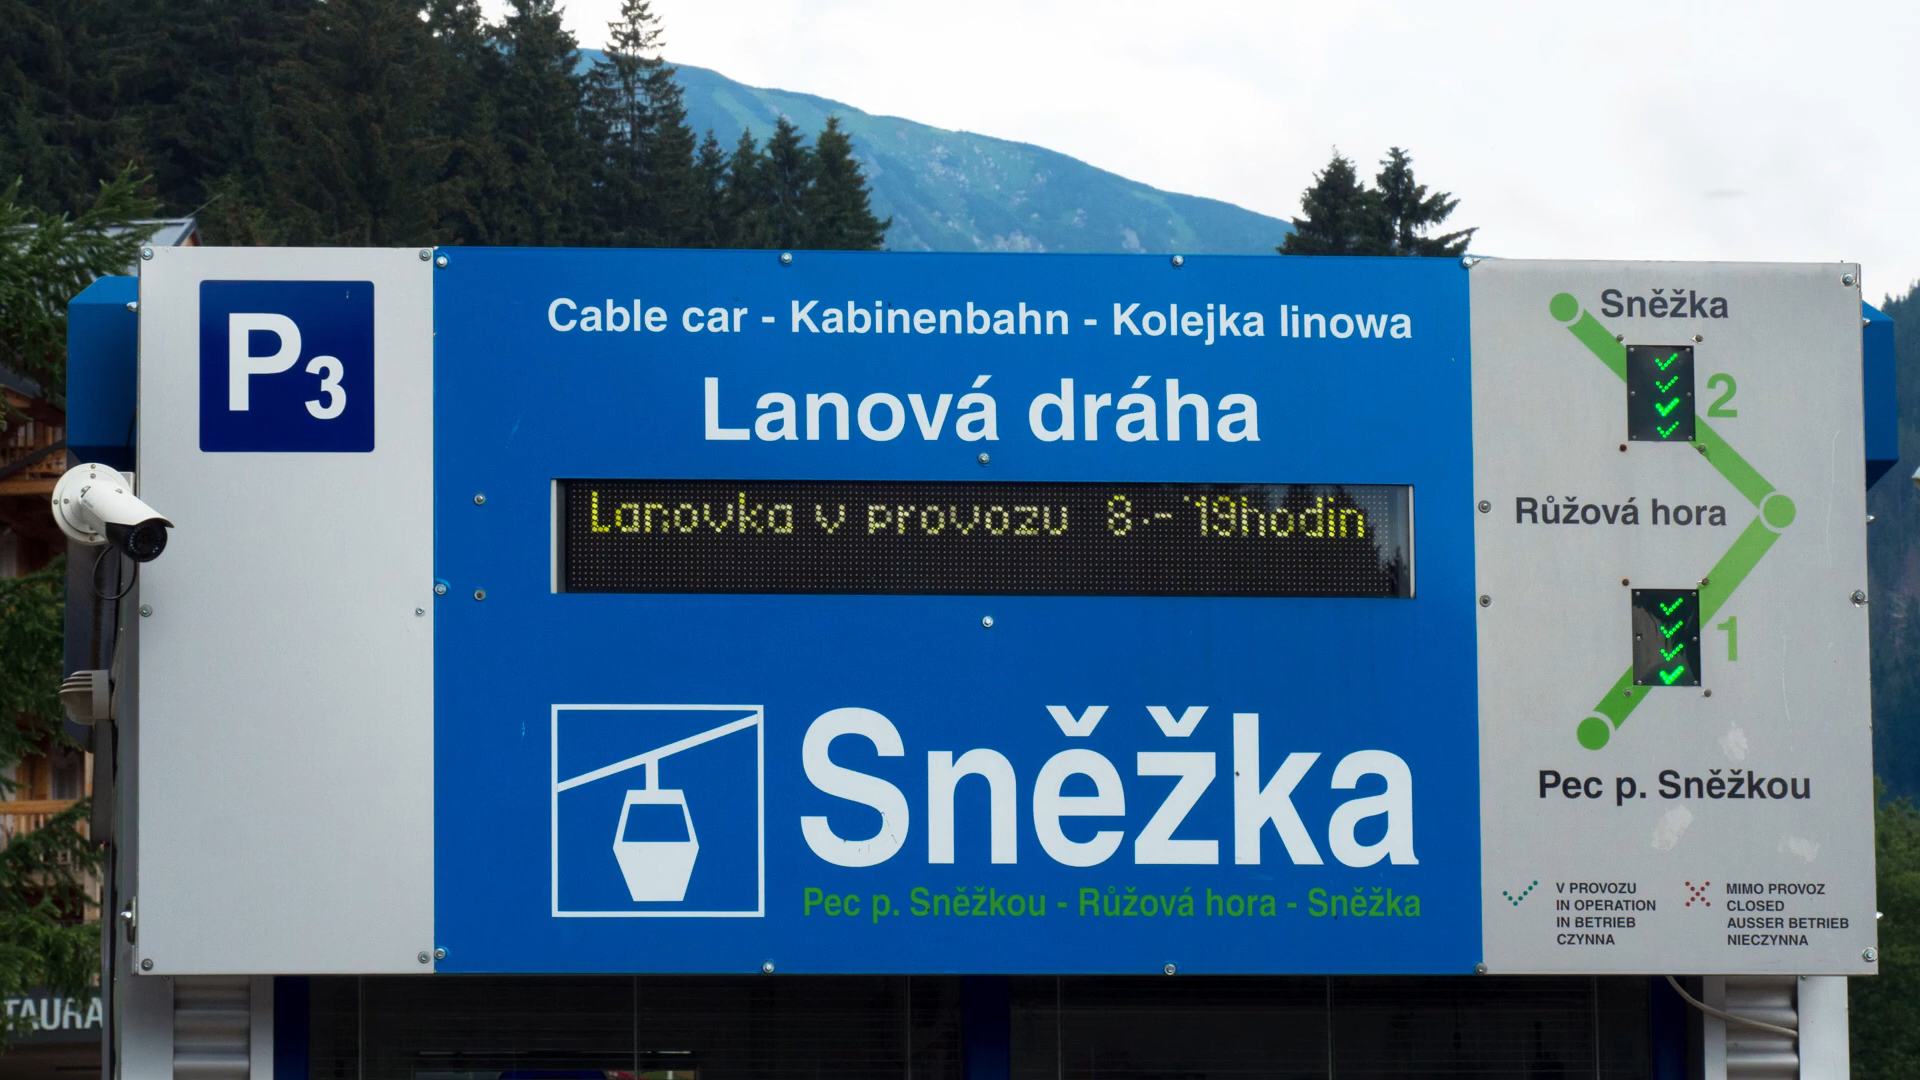 P3
Cable car - Kabinenbahn - Kolejka linowa
Lanová dráha
Lanovka v provozu 8.- 19hodin
Sněžka
Pec p. Sněžkou - Růžová hora - Sněžka
Sněžka
2
Růžová hora
1
Pec p. Sněžkou
V PROVOZU
IN OPERATION
IN BETRIEB
CZYNNA
MIMO PROVOZ
CLOSED
AUSSER BETRIEB
NIECZYNNA
TAURA